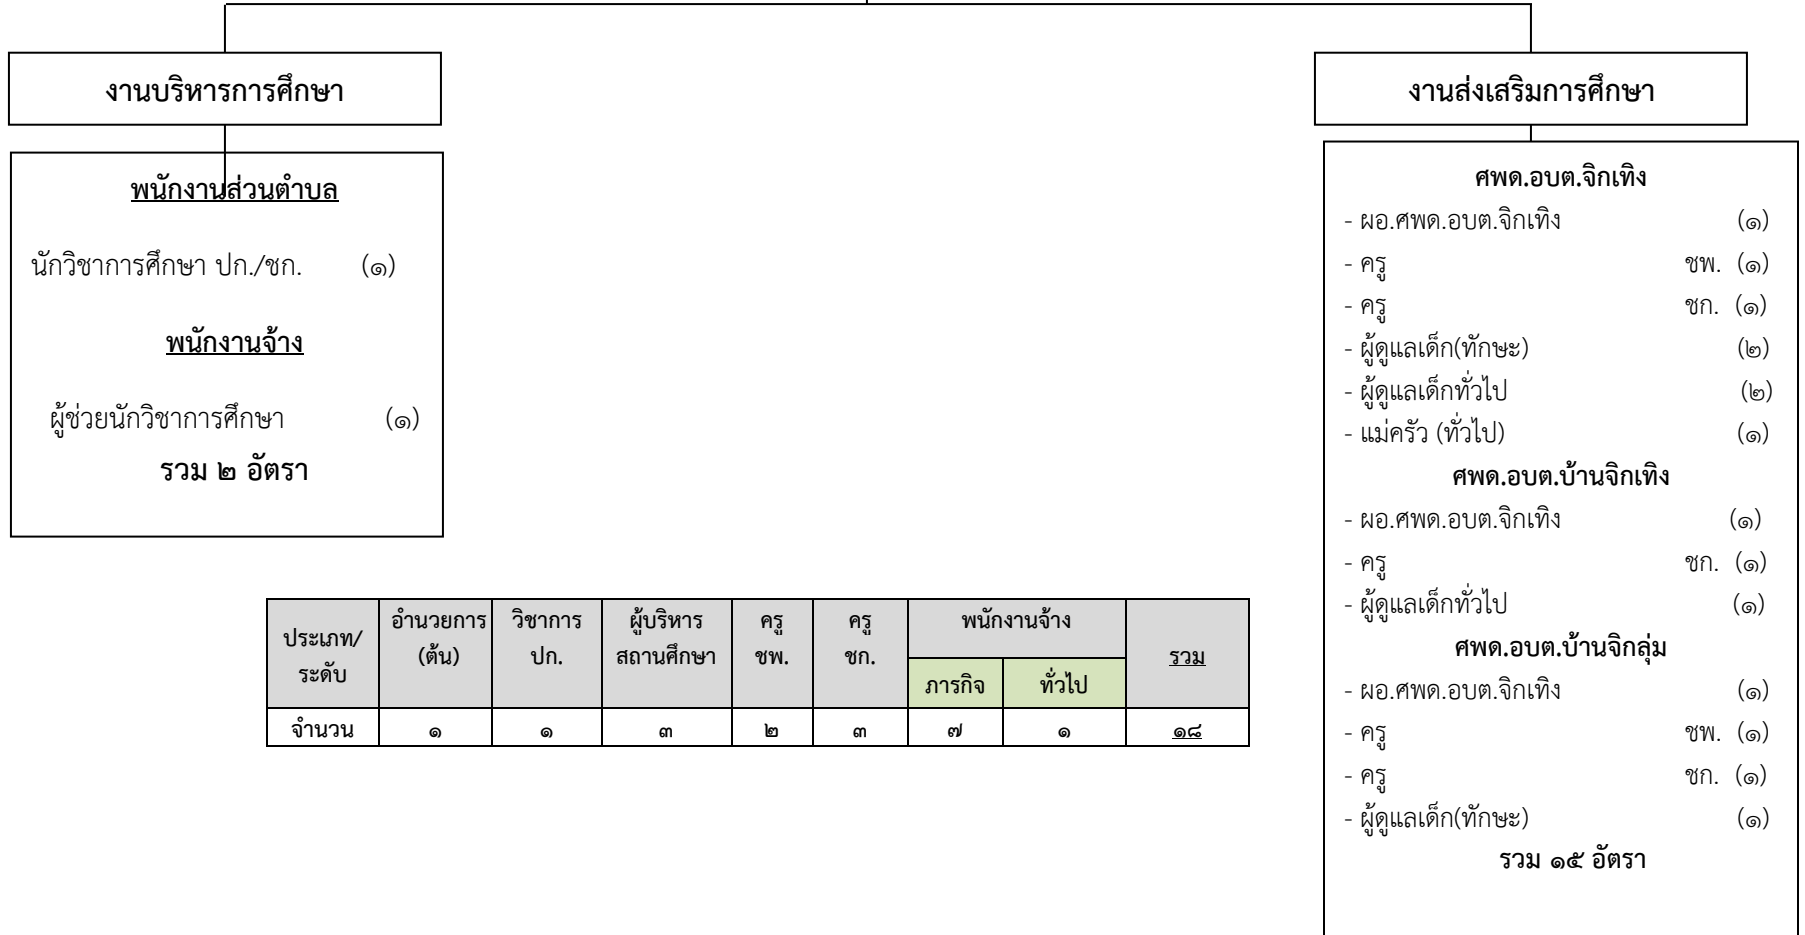 งานบริหารการศึกษา
พนักงานส่วนตำบล
นักวิชาการศึกษา ปก./ชก. (๑)
พนักงานจ้าง
ผู้ช่วยนักวิชาการศึกษา (๑)
รวม ๒ อัตรา
งานส่งเสริมการศึกษา
ศพด.อบต.จิกเทิง
- ผอ.ศพด.อบต.จิกเทิง (๑)
- ครู ชพ. (๑)
- ครู ชก. (๑)
- ผู้ดูแลเด็ก(ทักษะ) (๒)
- ผู้ดูแลเด็กทั่วไป (๒)
- แม่ครัว (ทั่วไป) (๑)
ศพด.อบต.บ้านจิกเทิง
- ผอ.ศพด.อบต.จิกเทิง (๑)
- ครู ชก. (๑)
- ผู้ดูแลเด็กทั่วไป (๑)
ศพด.อบต.บ้านจิกลุ่ม
- ผอ.ศพด.อบต.จิกเทิง (๑)
- ครู ชพ. (๑)
- ครู ชก. (๑)
- ผู้ดูแลเด็ก(ทักษะ) (๑)
รวม ๑๕ อัตรา
ประเภท/ อำนวยการ วิชาการ ผู้บริหาร ครู ครู พนักงานจ้าง รวม
ระดับ (ต้น) ปก. สถานศึกษา ชพ. ชก. ภารกิจ ทั่วไป
จำนวน ๑ ๑ ๓ ๒ ๓ ๗ ๑ ๑๘